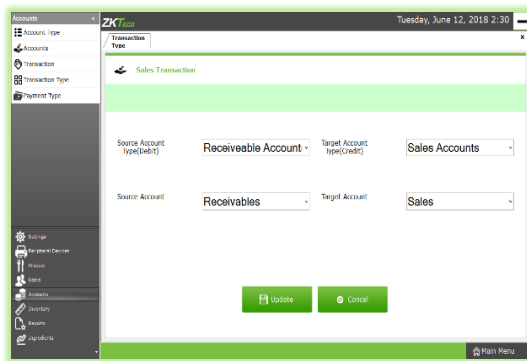 Accounts
ZKTeco
Tuesday, June 12, 2018 2:30
Account Type
Accounts
Transaction
Transaction Type
Payment Type
Transaction
Type
x
Sales Transaction
Source Account
Type(Debit)
Receiveable Account
Target Account
Type(Credit)
Sales Accounts
Source Account
Receivables
Target Account
Sales
Settings
Peripheral Devices
Product
Users
Accounts
Inventory
Reports
Ingredients
Update
Cancel
Main Menu